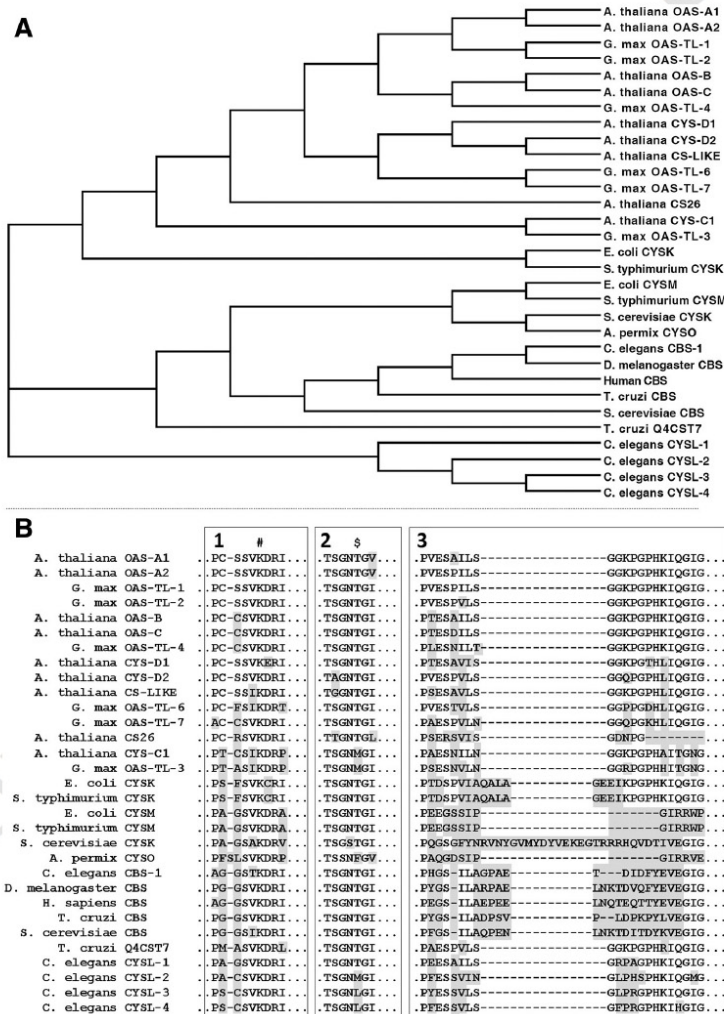 A
A. thaliana OAS-A1
A. thaliana OAS-A2
G. max OAS-TL-1
G. max OAS-TL-2
A. thaliana OAS-B
A. thaliana OAS-C
G. max OAS-TL-4
A. thaliana CYS-D1
A. thaliana CYS-D2
A. thaliana CS-LIKE
G. max OAS-TL-6
G. max OAS-TL-7
A. thaliana CS26
A. thaliana CYS-C1
G. max OAS-TL-3
E. coli CYSK
S. typhimurium CYSK
E. coli CYSM
S. typhimurium CYSM
S. cerevisiae CYSK
A. permix CYSO
C. elegans CBS-1
D. melanogaster CBS
Human CBS
T. cruzi CBS
S. cerevisiae CBS
T. cruzi Q4CST7
C. elegans CYSL-1
C. elegans CYSL-2
C. elegans CYSL-3
C. elegans CYSL-4
B
1 # 2 $ 3
A. thaliana OAS-A1 ..PC-SSVKDRI... .TSGNTGV... .PVESAILS--------------GGKPGPHKIQGIG...
A. thaliana OAS-A2 ..PC-SSVKDRI... .TSGNTGV... .PVESPILS--------------GGKPGPHKIQGIG...
G. max OAS-TL-1 ..PC-SSVKDRI... .TSGNTGI... .PVESPILS--------------GGKPGPHKIQGIG...
G. max OAS-TL-2 ..PC-SSVKDRI... .TSGNTGI... .PVESPVLS--------------GGKPGPHKIQGIG...
A. thaliana OAS-B ..PC-CSVKDRI... .TSGNTGI... .PTESAILS--------------GGKPGPHKIQGIG...
A. thaliana OAS-C ..PC-CSVKDRI... .TSGNTGI... .PTESDILS--------------GGKPGPHKIQGIG...
G. max OAS-TL-4 ..PC-CSVKDRI... .TSGNTGI... .PLESNILT--------------GGKPGPHKIQGIG...
A. thaliana CYS-D1 ..PC-SSVKERI... .TSGNTGI... .PTESAVIS--------------GGKPGTHLIQGIG...
A. thaliana CYS-D2 ..PC-SSVKDRI... .TAGNTGI... .PVESAVLS--------------GGQPGPHLIQGIG...
A. thaliana CS-LIKE ..PC-SSIKDRI... .TGGNTGI... .PSESAVLS--------------GGKPGPHLIQGIG...
G. max OAS-TL-6 ..PC-FSIKDRT... .TSGNTGI... .PVESTVLS--------------GGPPGDHLIQGIG...
G. max OAS-TL-7 ..AC-CSVKDRI... .TSGNTGI... .PAESPVLN--------------GGQPGKHLIQGIG...
A. thaliana CS26 ..PC-RSVKDRI... .TTGNTGL... .PSERSVIS--------------GDNPG-------------
A. thaliana CYS-C1 ..PT-CSIKDRP... .TSGNMGI... .PAESNILN--------------GGKPGPHAITGNG...
G. max OAS-TL-3 ..PT-ASIKDRP... .TSGNMGI... .PSESNVLN--------------GGRPGPHTITGNG...
E. coli CYSK ..PS-FSVKCRI... .TSGNTGI... .PTDSPVIAQALA---------GEEIKPGPHKIQGIG...
S. typhimurium CYSK ..PS-FSVKCRI... .TSGNTGI... .PTDSPVIAQALA---------GEEIKPGPHKIQGIG...
E. coli CYSM ..PA-GSVKDRA... .TSGNTGI... .PEEGSSIP--------------------GIRRWP...
S. typhimurium CYSM ..PA-GSVKDRA... .TSGNTGI... .PEEGSSIP--------------------GIRRWP...
S. cerevisiae CYSK ..PA-GSAKDRV... .TSGSTGI... .PQGSGFYNRVNYGVMYDYVEKEGTRRRHQVDTIVEGIG...
A. permix CYSO ..PFSLSVKDRP... .TSSNFGV... .PAQGDSIP--------------------GIRRVE...
C. elegans CBS-1 ..AG-GSTKDRI... .TSGNTGI... .PHGS-ILAGPAE---------T--DIDFYEVEGIG...
D. melanogaster CBS ..PG-GSVKDRI... .TSGNTGI... .PYGS-ILARPAE---------LNKTDVQFYEVEGIG...
H. sapiens CBS ..AG-GSVKDRI... .TSGNTGI... .PEGS-ILAEPEE---------LNQTEQTTYEVEGIG...
T. cruzi CBS ..PG-GSVKDRI... .TSGNTGI... .PYGS-ILADPSV---------P--LDPKPYLVEGIG...
S. cerevisiae CBS ..PG-GSIKDRI... .TSGNTGI... .PFGS-ILAQPEN---------LNKTDITDYKVEGIG...
T. cruzi Q4CST7 ..PM-ASVKDRL... .TSGNTGI... .PAESPVLS--------------GGKPGPHRIQGIG...
C. elegans CYSL-1 ..PA-SSVKDRI... .TSGNTGI... .PAESSVLS--------------GRPAGPHKIQGIG...
C. elegans CYSL-2 ..PA-CSVKDRI... .TSGNMGI... .PFESSVIN--------------GLPHSPHKIQGMG...
C. elegans CYSL-3 ..PS-CSVKDRI... .TSGNLGI... .PYESSVLS--------------GLPRGPHKIQGIG...
C. elegans CYSL-4 ..PA-SSVKDRI... .TSGNLGI... .PFESSVLS--------------GFPRGPHKIQGIG...